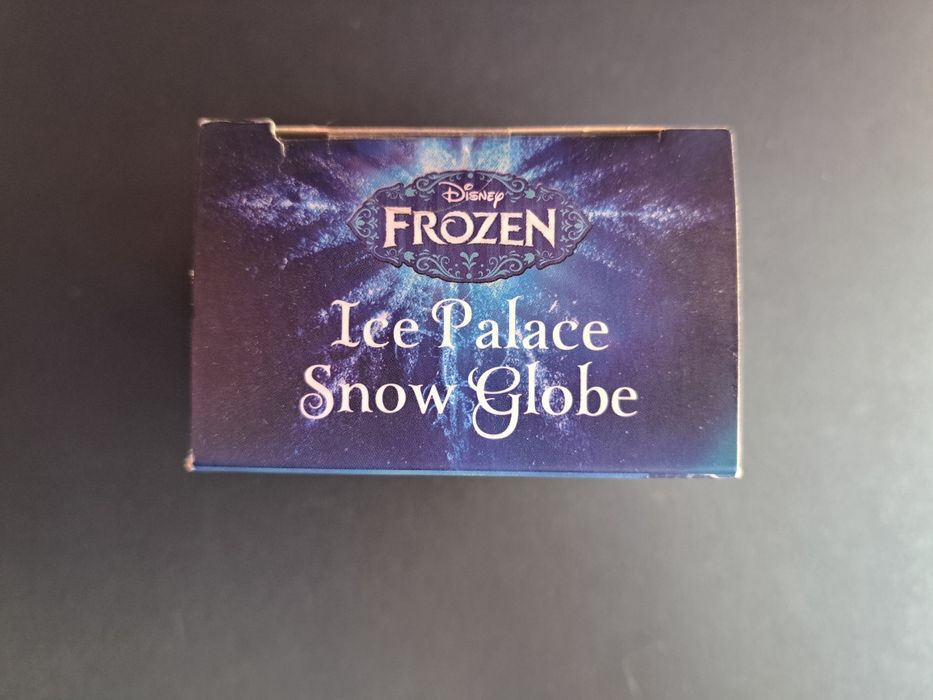 Disney
FROZEN
Ice Palace
Snow Globe